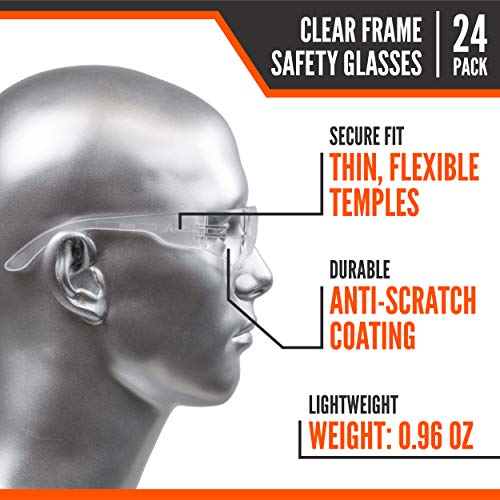 CLEAR FRAME
SAFETY GLASSES
24
PACK
SECURE FIT
THIN, FLEXIBLE
TEMPLES
DURABLE
ANTI-SCRATCH
COATING
LIGHTWEIGHT
WEIGHT: 0.96 OZ